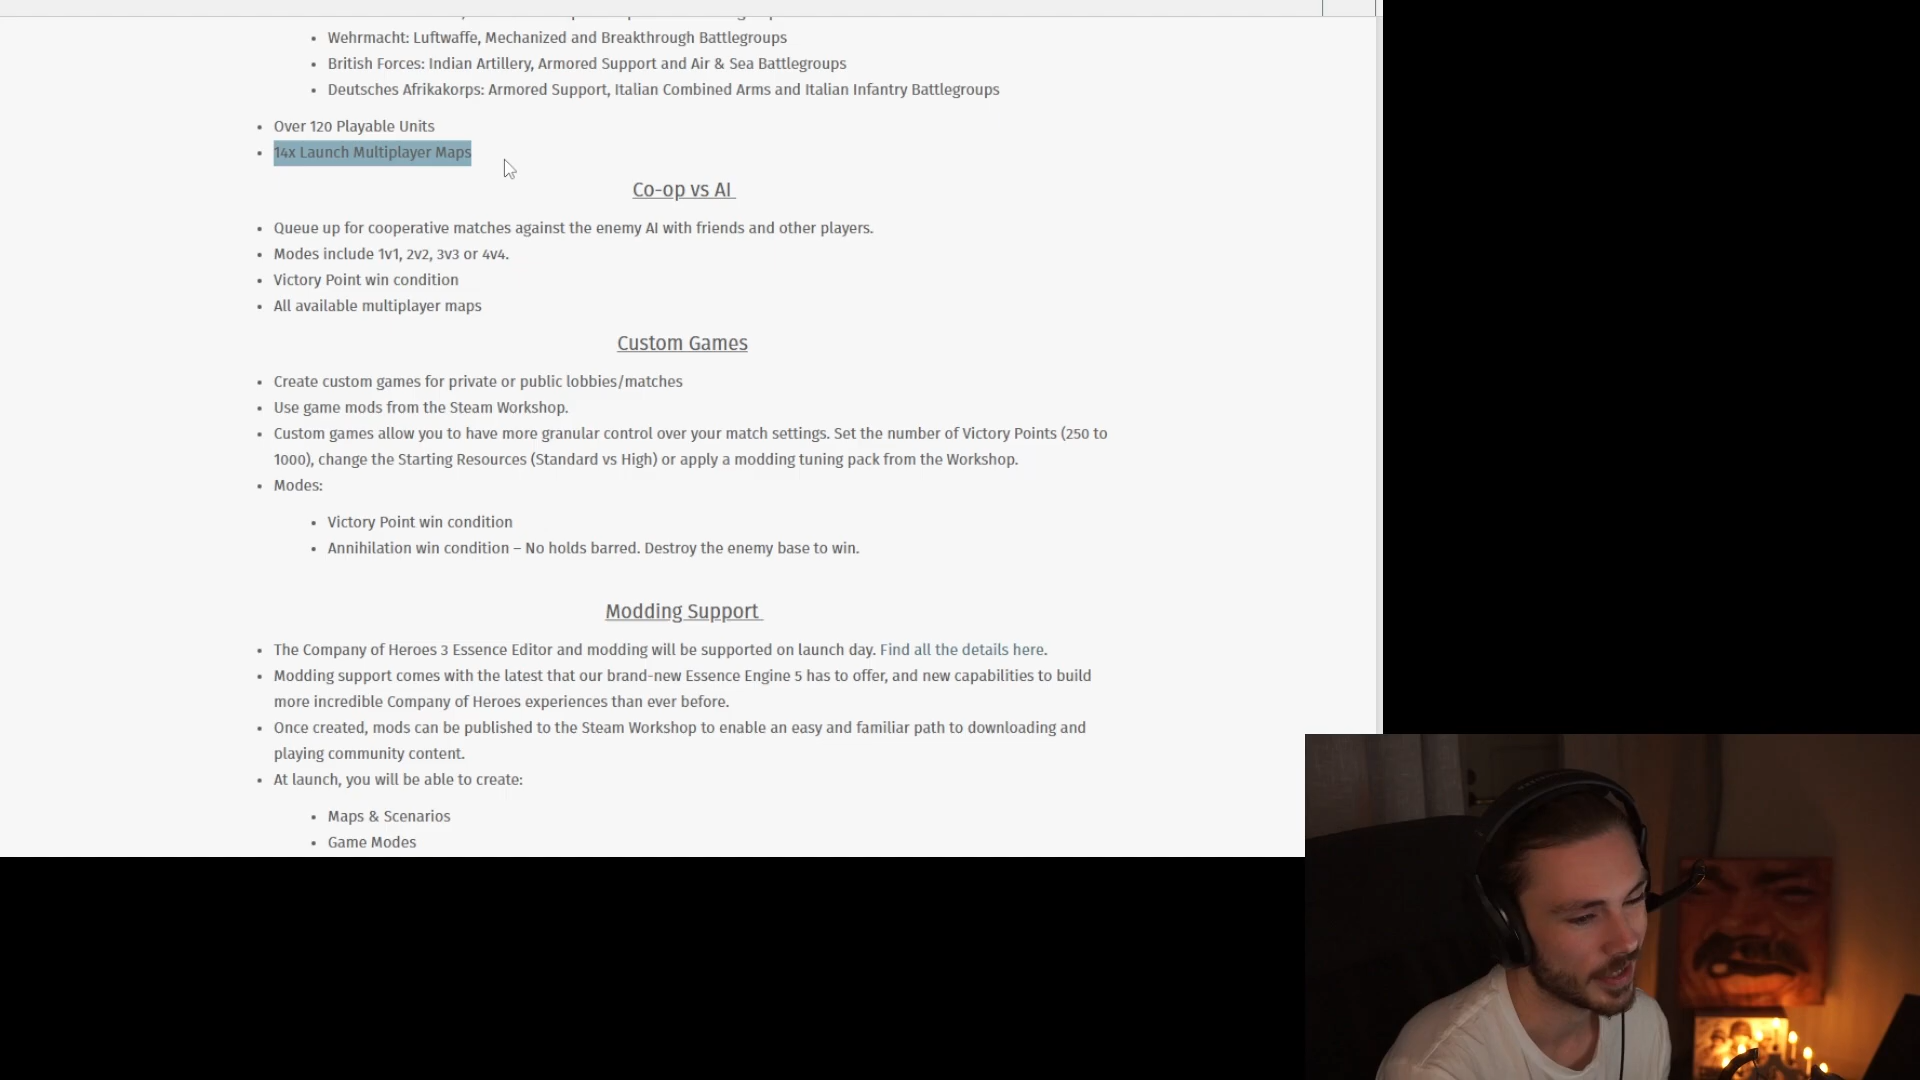 Wehrmacht: Luftwaffe, Mechanized and Breakthrough Battlegroups
British Forces: Indian Artillery, Armored Support and Air & Sea Battlegroups
Deutsches Afrikakorps: Armored Support, Italian Combined Arms and Italian Infantry Battlegroups
Over 120 Playable Units
14x Launch Multiplayer Maps
Co-op vs AI
Queue up for cooperative matches against the enemy AI with friends and other players.
Modes include 1v1, 2v2, 3v3 or 4v4.
Victory Point win condition
All available multiplayer maps
Custom Games
Create custom games for private or public lobbies/matches
Use game mods from the Steam Workshop.
Custom games allow you to have more granular control over your match settings. Set the number of Victory Points (250 to
1000), change the Starting Resources (Standard vs High) or apply a modding tuning pack from the Workshop.
Modes:
Victory Point win condition
Annihilation win condition – No holds barred. Destroy the enemy base to win.
Modding Support
The Company of Heroes 3 Essence Editor and modding will be supported on launch day. Find all the details here.
Modding support comes with the latest that our brand-new Essence Engine 5 has to offer, and new capabilities to build
more incredible Company of Heroes experiences than ever before.
Once created, mods can be published to the Steam Workshop to enable an easy and familiar path to downloading and
playing community content.
At launch, you will be able to create:
Maps & Scenarios
Game Modes